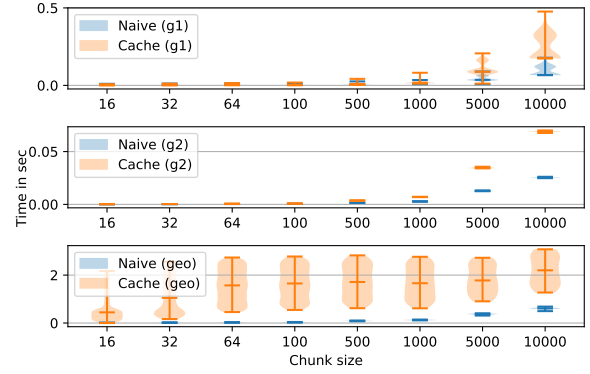 0.5
0.0
Naive (g1)
Cache (g1)
16 32 64 100 500 1000 5000 10000
Time in sec
0.05
0.00
Naive (g2)
Cache (g2)
16 32 64 100 500 1000 5000 10000
2
0
Naive (geo)
Cache (geo)
16 32 64 100 500 1000 5000 10000
Chunk size